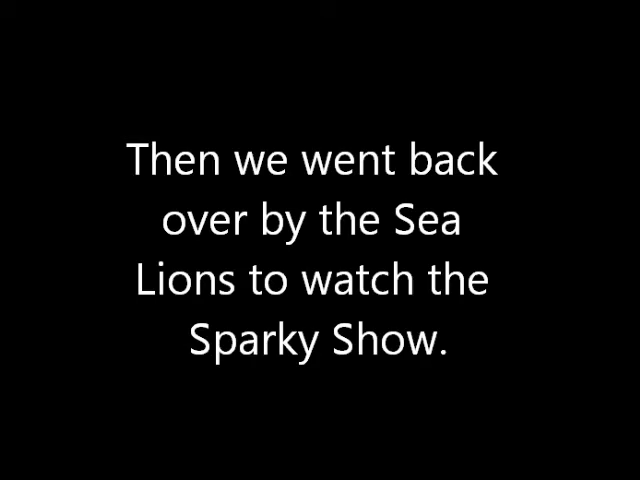 Then we went back
over by the Sea
Lions to watch the
Sparky Show.